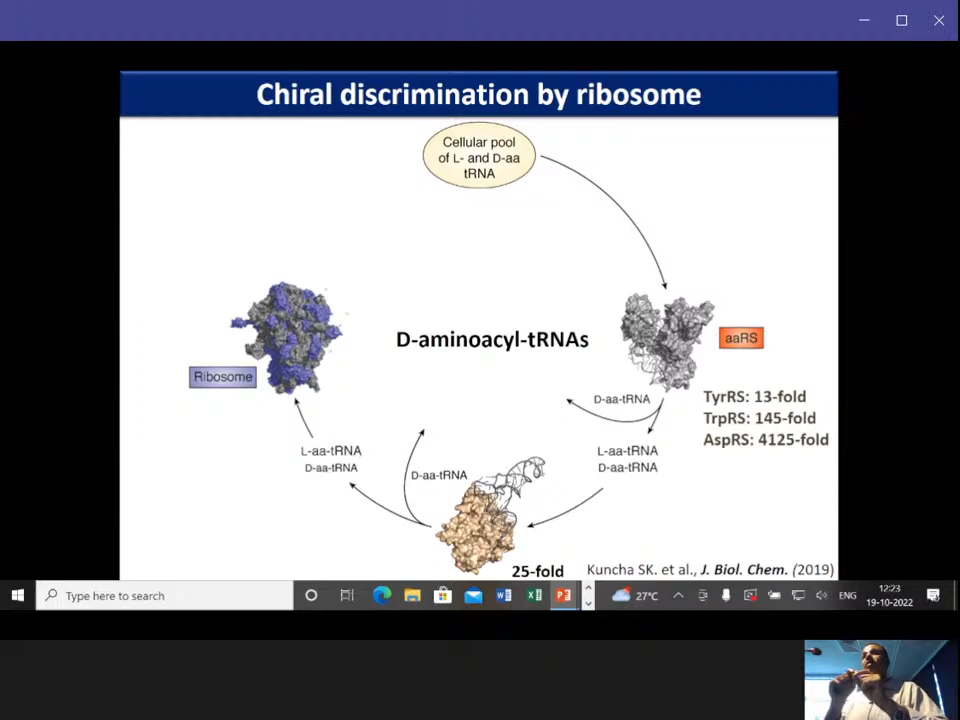 Chiral discrimination by ribosome
Cellular pool
of L- and D-aa
tRNA
D-aminoacyl-tRNAs
aaRS
Ribosome
TyrRS: 13-fold
TrpRS: 145-fold
AspRS: 4125-fold
D-aa-tRNA
L-aa-tRNA
D-aa-tRNA
L-aa-tRNA
D-aa-tRNA
D-aa-tRNA
25-fold
Kuncha SK. et al., J. Biol. Chem. (2019)
Type here to search
27°C
ENG
12:23
19-10-2022